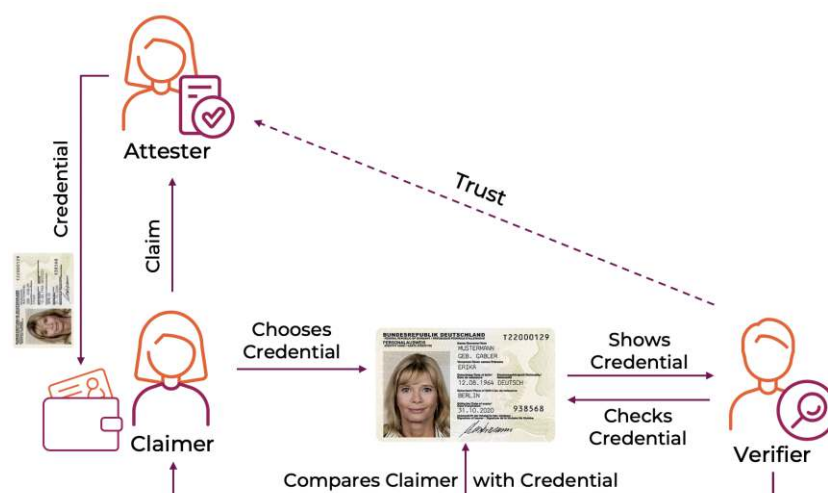 Attester
Credential
Claim
Trust
Chooses
Credential
BUNDESREPUBLIK DEUTSCHLAND
T22000129
PERSONALAUSWEIS
MUSTERMANN
GEB. GABLER
ERIKA
12.08.1964 DEUTSCH
BERLIN
31.10.2020
938568
Shows
Credential
Checks
Credential
Claimer
Verifier
Compares Claimer with Credential